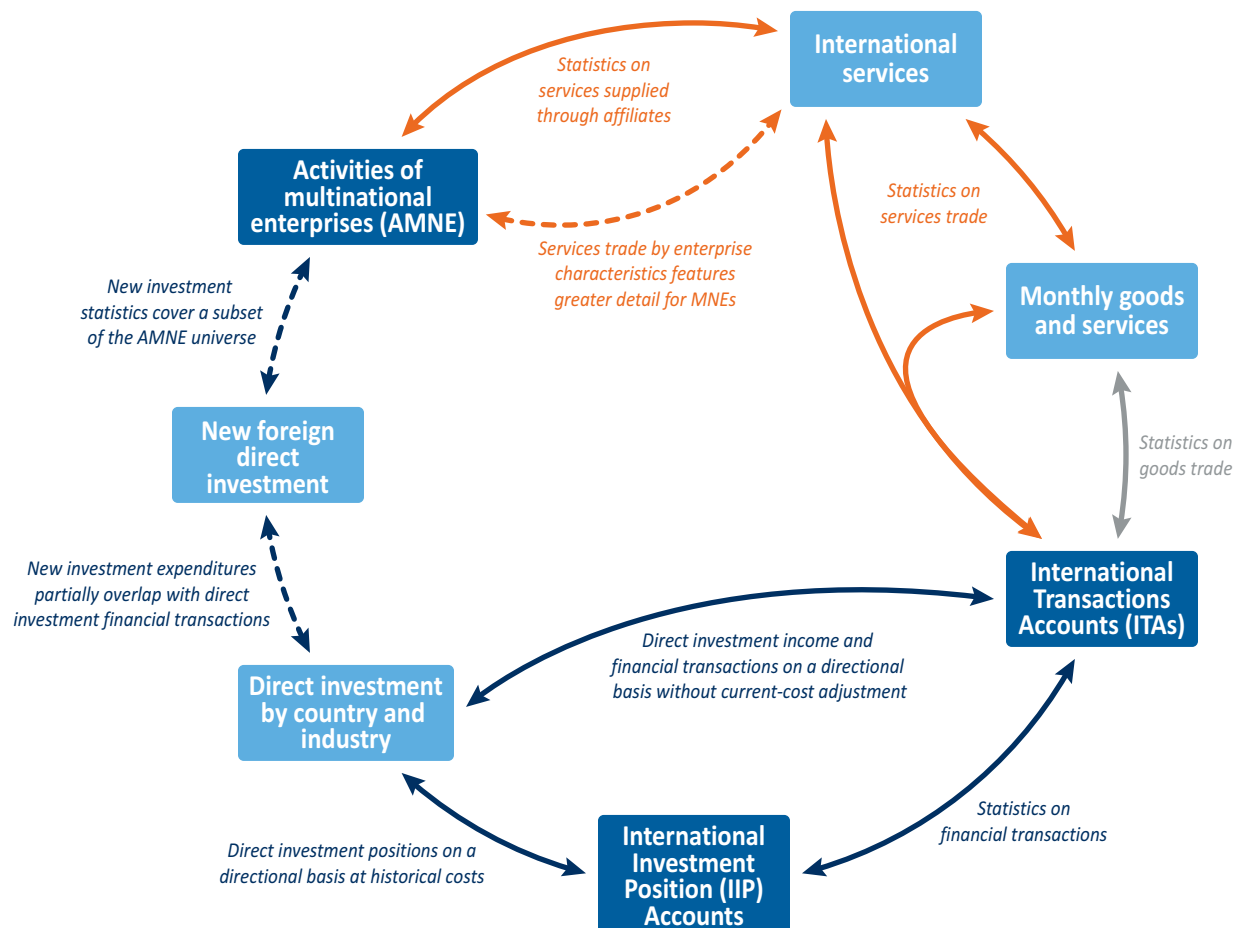 International
services
Statistics on
services supplied
through affiliates
Activities of
multinational
enterprises (AMNE)
Statistics on
services trade
Services trade by enterprise
characteristics features
greater detail for MNEs
New investment
statistics cover a subset
of the AMNE universe
Monthly goods
and services
New foreign
direct
investment
Statistics on
goods trade
New investment expenditures
partially overlap with direct
investment financial transactions
International
Transactions
Accounts (ITAs)
Direct investment income and
financial transactions on a directional
basis without current-cost adjustment
Direct investment
by country and
industry
Statistics on
financial transactions
Direct investment positions on a
directional basis at historical costs
International
Investment
Position (IIP)
Accounts